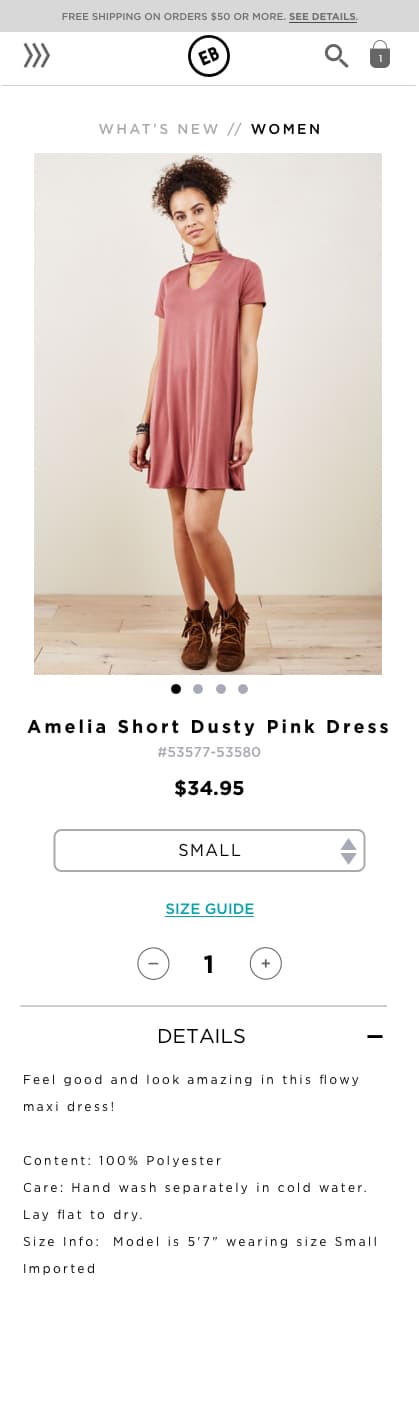 FREE SHIPPING ON ORDERS $50 OR MORE. SEE DETAILS.
EB
1
WHAT'S NEW // WOMEN
Amelia Short Dusty Pink Dress
#53577-53580
$34.95
SMALL
SIZE GUIDE
− 1 +
DETAILS −
Feel good and look amazing in this flowy
maxi dress!
Content: 100% Polyester
Care: Hand wash separately in cold water.
Lay flat to dry.
Size Info: Model is 5'7" wearing size Small
Imported